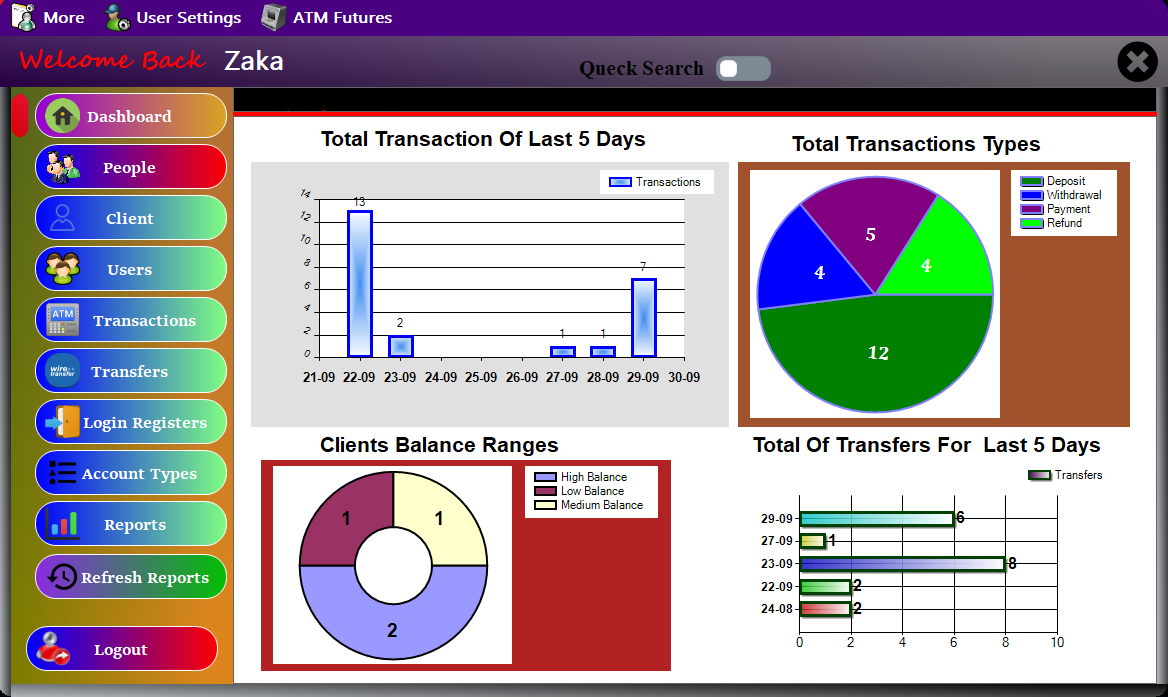 More User Settings ATM Futures
Welcome Back Zaka Queck Search
Dashboard
People
Client
Users
ATM Transactions
wire transfer Transfers
Login Registers
Account Types
Reports
Refresh Reports
Logout
Total Transaction Of Last 5 Days
Transactions
14
12
10
8
6
4
2
0
13
2
1
1
7
21-09 22-09 23-09 24-09 25-09 26-09 27-09 28-09 29-09 30-09
Total Transactions Types
Deposit
Withdrawal
Payment
Refund
5
4
4
12
Clients Balance Ranges
High Balance
Low Balance
Medium Balance
1 1
2
Total Of Transfers For Last 5 Days
Transfers
29-09 6
27-09 1
23-09 8
22-09 2
24-08 2
0 2 4 6 8 10